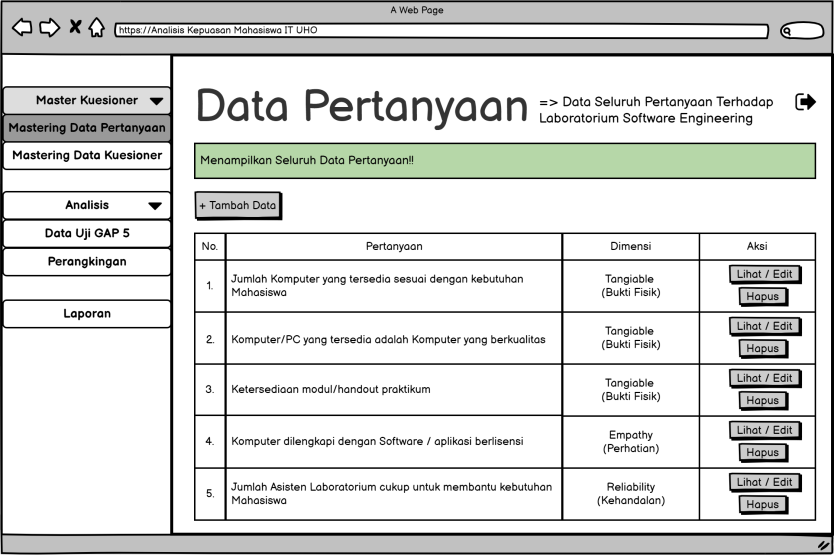 A Web Page
https://Analisis Kepuasan Mahasiswa IT UHO
Master Kuesioner
Mastering Data Pertanyaan
Mastering Data Kuesioner
Analisis
Data Uji GAP 5
Perangkingan
Laporan
Data Pertanyaan
=> Data Seluruh Pertanyaan Terhadap
Laboratorium Software Engineering
Menampilkan Seluruh Data Pertanyaan!!
+ Tambah Data
No. Pertanyaan Dimensi Aksi
1. Jumlah Komputer yang tersedia sesuai dengan kebutuhan
Mahasiswa
Tangiable
(Bukti Fisik)
Lihat / Edit
Hapus
2. Komputer/PC yang tersedia adalah Komputer yang berkualitas
Tangiable
(Bukti Fisik)
Lihat / Edit
Hapus
3. Ketersediaan modul/handout praktikum
Tangiable
(Bukti Fisik)
Lihat / Edit
Hapus
4. Komputer dilengkapi dengan Software / aplikasi berlisensi
Empathy
(Perhatian)
Lihat / Edit
Hapus
5. Jumlah Asisten Laboratorium cukup untuk membantu kebutuhan
Mahasiswa
Reliability
(Kehandalan)
Lihat / Edit
Hapus